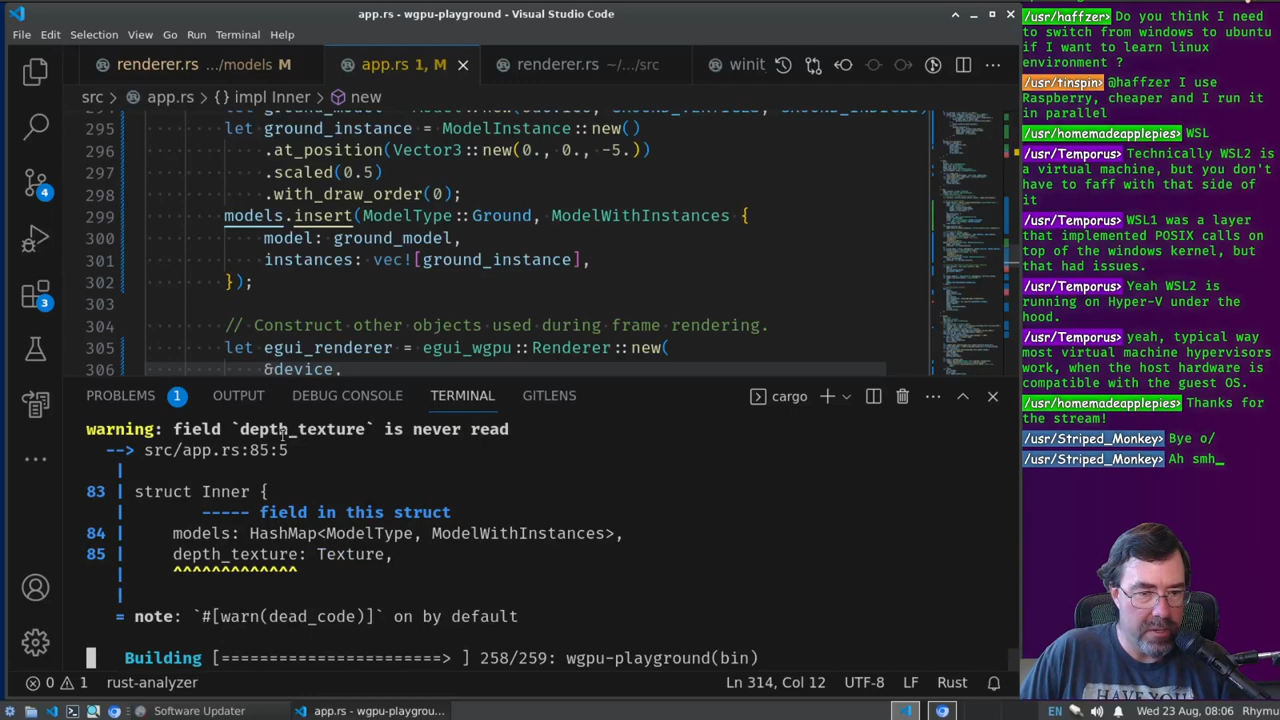 app.rs - wgpu-playground - Visual Studio Code
File Edit Selection View Go Run Terminal Help
renderer.rs .../models M app.rs 1, M renderer.rs .../src winit
src app.rs impl Inner new
295 let ground_instance = ModelInstance::new()
296 .at_position(Vector3::new(0., 0., -5.))
297 .scaled(0.5)
298 .with_draw_order(0);
299 models.insert(ModelType::Ground, ModelWithInstances {
300 model: ground_model,
301 instances: vec![ground_instance],
302 });
303
304 // Construct other objects used during frame rendering.
305 let egui_renderer = egui_wgpu::Renderer::new(
306 &device,
PROBLEMS 1 OUTPUT DEBUG CONSOLE TERMINAL GITLENS cargo
warning: field `depth_texture` is never read
--> src/app.rs:85:5
|
83 | struct Inner {
| ----- field in this struct
84 | models: HashMap<ModelType, ModelWithInstances>,
85 | depth_texture: Texture,
| ^^^^^^^^^^^^^
|
= note: `#[warn(dead_code)]` on by default
Building [=======================> ] 258/259: wgpu-playground(bin)
4
3
0 1 rust-analyzer Ln 314, Col 12 UTF-8 LF Rust
Software Updater app.rs - wgpu-playgrou... EN Wed 23 Aug, 08:06 Rhymu
/usr/haffzer> Do you think I need
to switch from windows to ubuntu
if I want to learn linux
environment ?
/usr/tinspin> @haffzer I use
Raspberry, cheaper and I run it
in parallel
/usr/homemadeapplepies> WSL
/usr/Temporus> Technically WSL2 is
a virtual machine, but you don't
have to faff with that side of
it
/usr/Temporus> WSL1 was a layer
that implemented POSIX calls on
top of the windows kernel, but
that had issues.
/usr/Temporus> Yeah WSL2 is
running on Hyper-V under the
hood.
/usr/Temporus> yeah, typical way
most virtual machine hypervisors
work, when the host hardware is
compatible with the guest OS.
/usr/homemadeapplepies> Thanks for
the stream!
/usr/Striped_Monkey> Bye o/
/usr/Striped_Monkey> Ah smh_
HAVE YOU